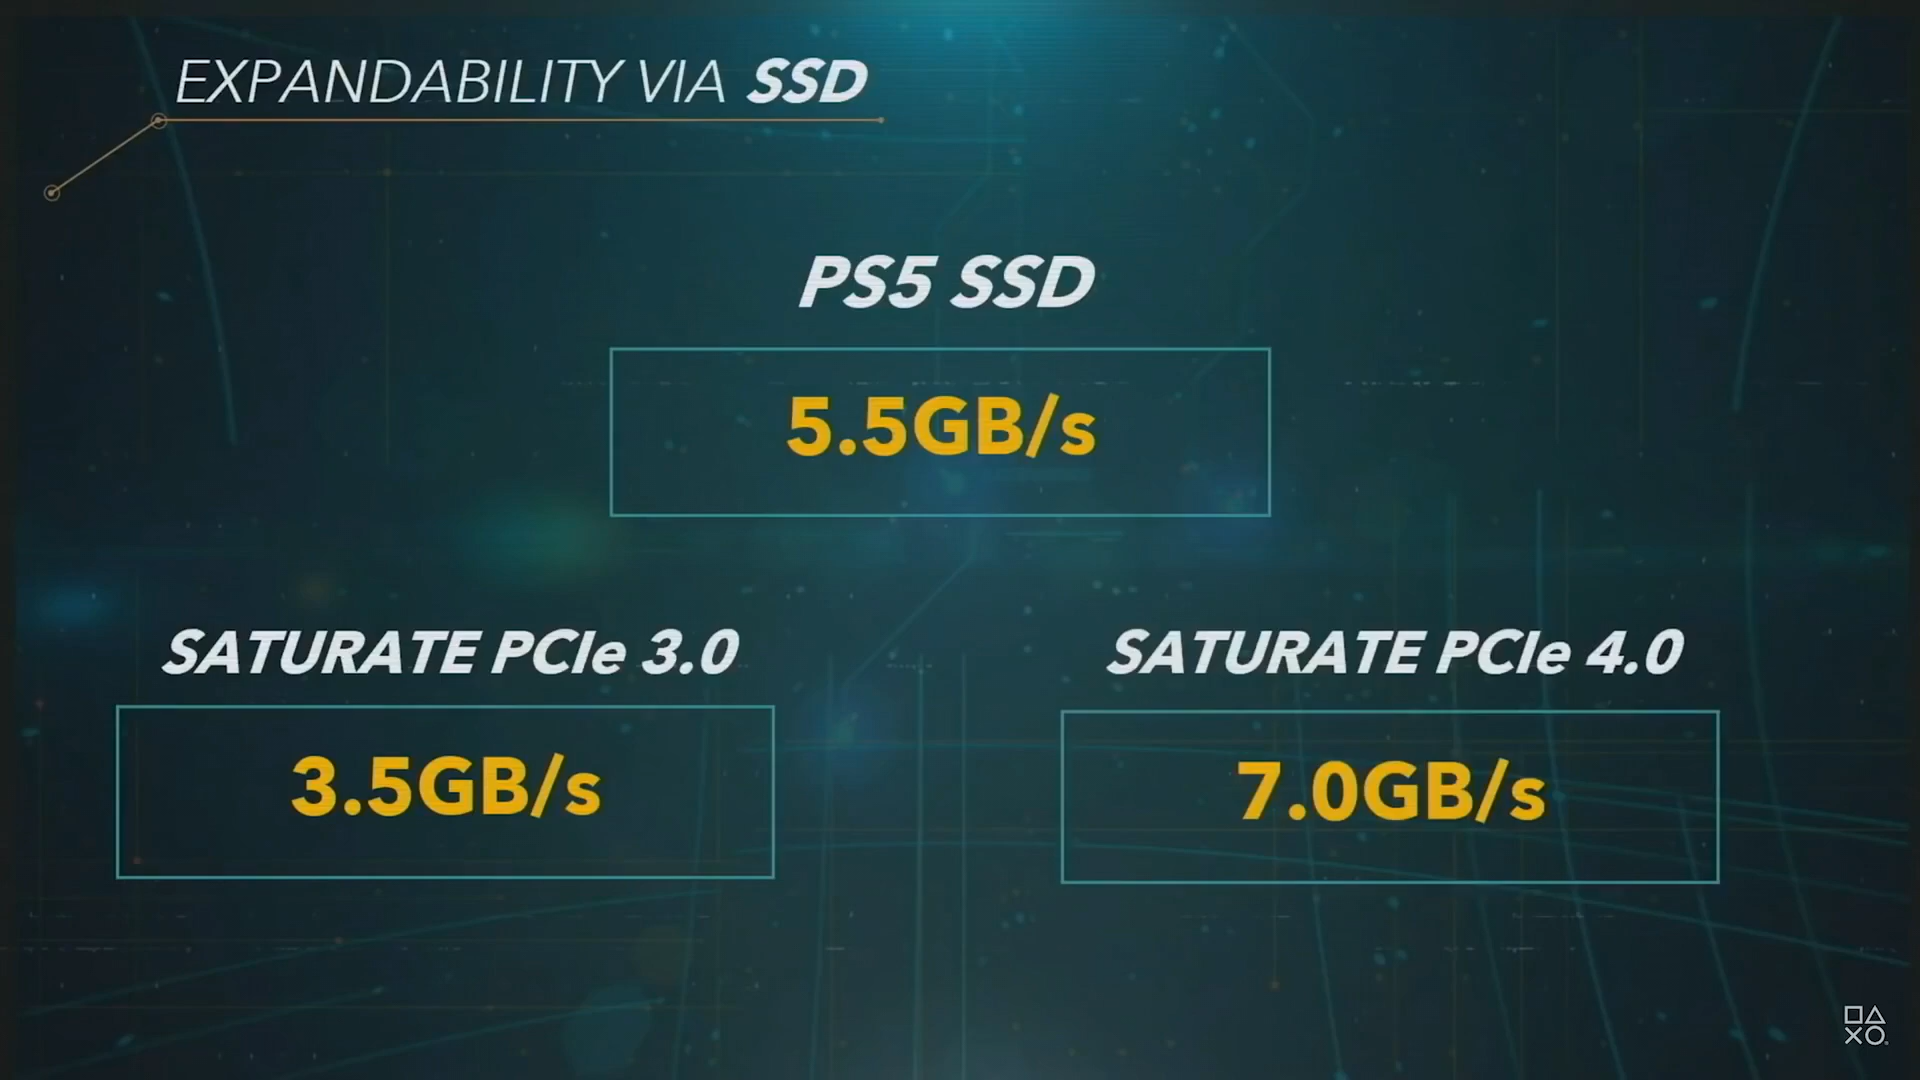 EXPANDABILITY VIA SSD
PS5 SSD
5.5GB/s
SATURATE PCIe 3.0
3.5GB/s
SATURATE PCIe 4.0
7.0GB/s